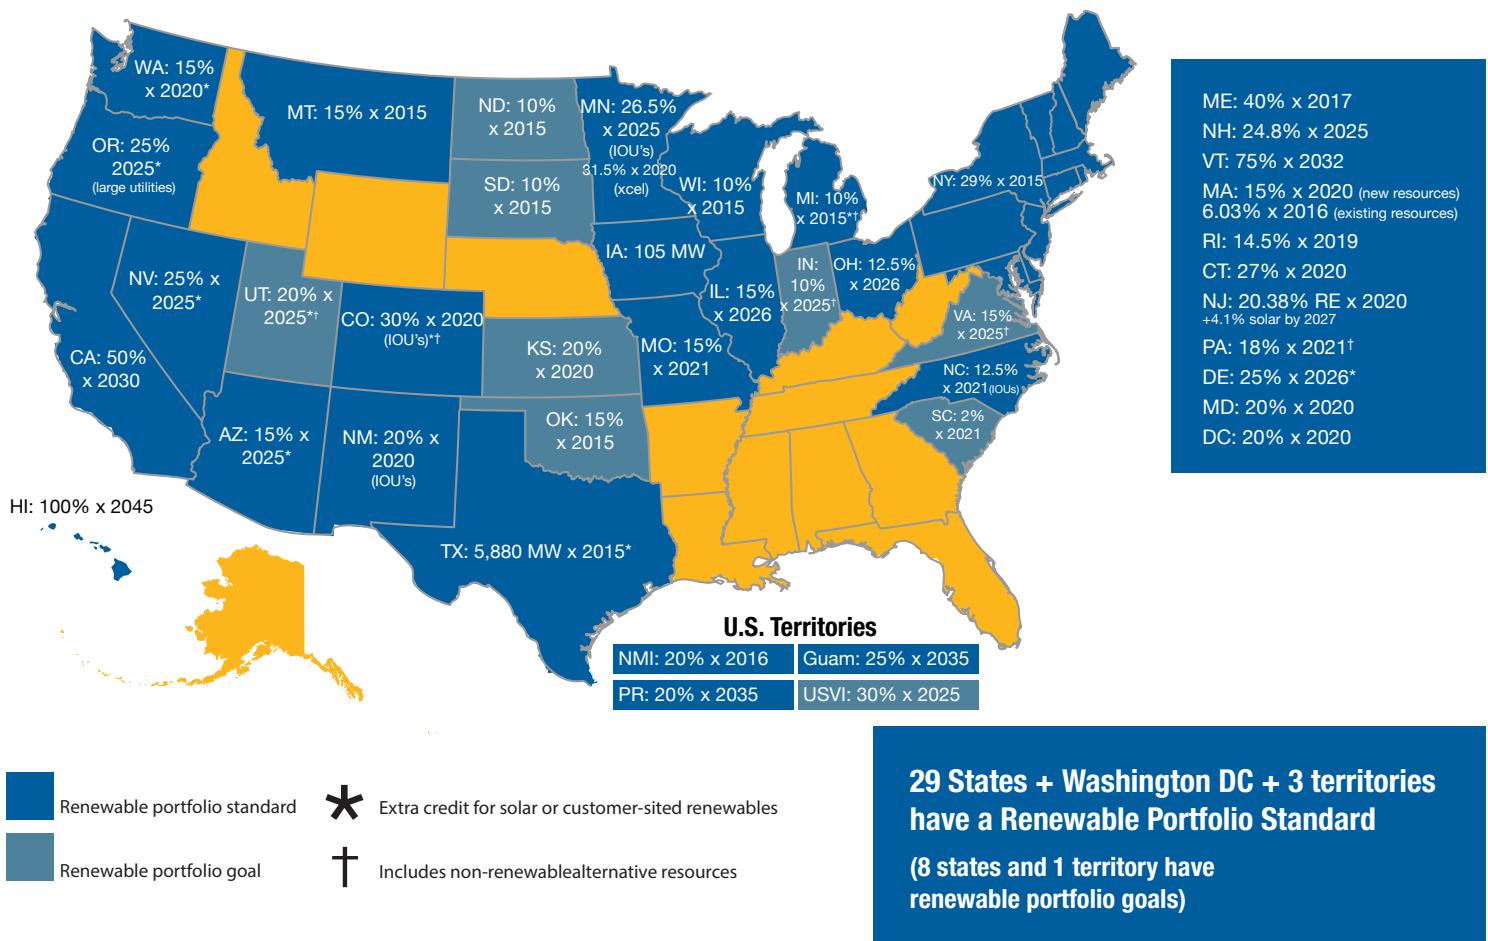 WA: 15%
x 2020*
OR: 25%
2025*
(large utilities)
MT: 15% x 2015
ND: 10%
x 2015
SD: 10%
x 2015
MN: 26.5%
x 2025
(IOU's)
31.5% x 2020
(xcel)
WI: 10%
x 2015
MI: 10%
x 2015*†
NY: 29% x 2015
NV: 25% x
2025*
UT: 20% x
2025*†
CO: 30% x 2020
(IOU's)*†
IA: 105 MW
IL: 15%
x 2026
IN:
10%
x 2025†
OH: 12.5%
x 2026
VA: 15%
x 2025†
CA: 50%
x 2030
KS: 20%
x 2020
MO: 15%
x 2021
NC: 12.5%
x 2021(IOUs)
SC: 2%
x 2021
AZ: 15% x
2025*
NM: 20% x
2020
(IOU's)
OK: 15%
x 2015
TX: 5,880 MW x 2015*
HI: 100% x 2045
ME: 40% x 2017
NH: 24.8% x 2025
VT: 75% x 2032
MA: 15% x 2020 (new resources)
6.03% x 2016 (existing resources)
RI: 14.5% x 2019
CT: 27% x 2020
NJ: 20.38% RE x 2020
+4.1% solar by 2027
PA: 18% x 2021†
DE: 25% x 2026*
MD: 20% x 2020
DC: 20% x 2020
U.S. Territories
NMI: 20% x 2016
Guam: 25% x 2035
PR: 20% x 2035
USVI: 30% x 2025
Renewable portfolio standard
Renewable portfolio goal
* Extra credit for solar or customer-sited renewables
† Includes non-renewablealternative resources
29 States + Washington DC + 3 territories
have a Renewable Portfolio Standard
(8 states and 1 territory have
renewable portfolio goals)